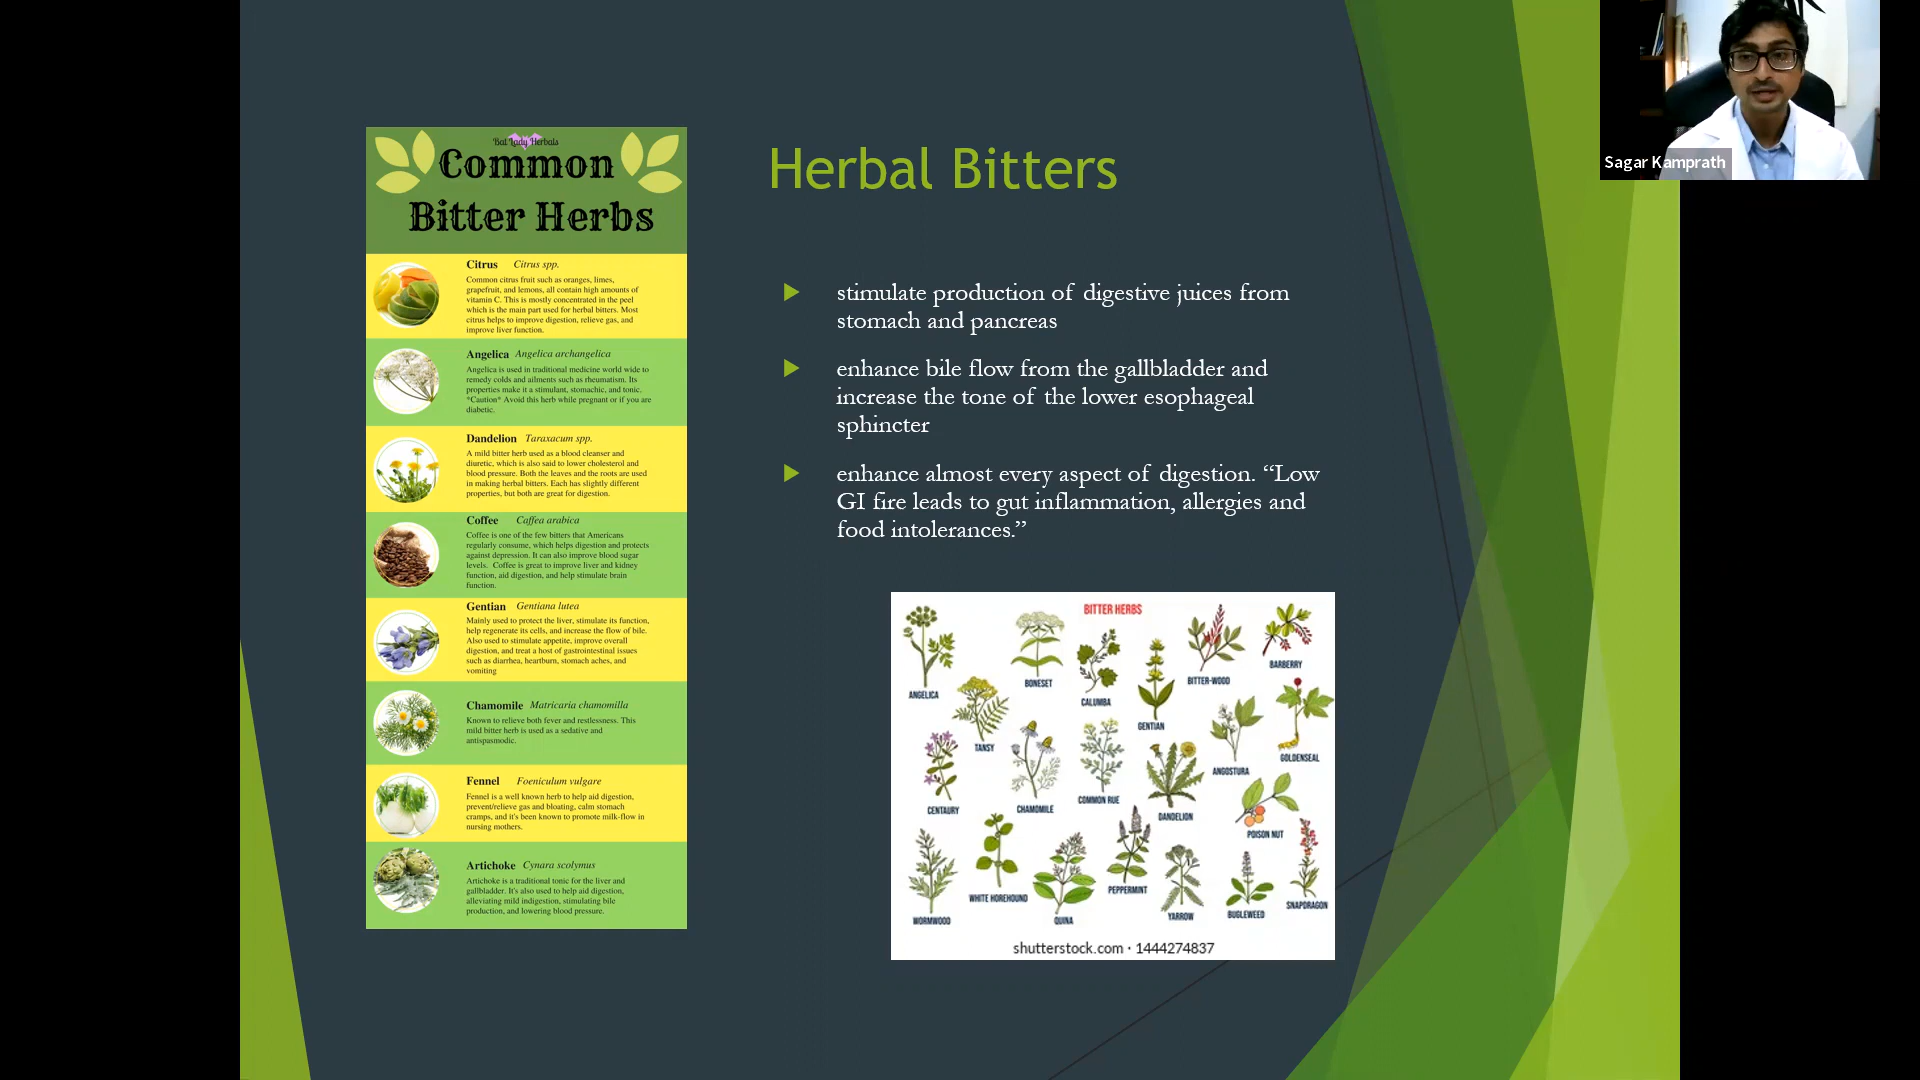 Bat Lady Herbals
Common
Bitter Herbs
Citrus Citrus spp.
Common citrus fruit such as oranges, limes,
grapefruit, and lemons, all contain high amounts of
vitamin C. This is mostly concentrated in the peel
which is the main part used for herbal bitters. Most
citrus helps to improve digestion, relieve gas, and
improve liver function.
Angelica Angelica archangelica
Angelica is used in traditional medicine world wide to
remedy colds and ailments such as rheumatism. Its
properties make it a stimulant, stomachic, and tonic.
*Caution* Avoid this herb while pregnant or if you are
diabetic.
Dandelion Taraxacum spp.
A mild bitter herb used as a blood cleanser and
diuretic, which is also said to lower cholesterol and
blood pressure. Both the leaves and the roots are used
in making herbal bitters. Each has slightly different
properties, but both are great for digestion.
Coffee Caffea arabica
Coffee is one of the few bitters that Americans
regularly consume, which helps digestion and protects
against depression. It can also improve blood sugar
levels. Coffee is great to improve liver and kidney
function, aid digestion, and help stimulate brain
function.
Gentian Gentiana lutea
Mainly used to protect the liver, stimulate its function,
help regenerate its cells, and increase the flow of bile.
Also used to stimulate appetite, improve overall
digestion, and treat a host of gastrointestinal issues
such as diarrhea, heartburn, stomach aches, and
vomiting
Chamomile Matricaria chamomilla
Known to relieve both fever and restlessness. This
mild bitter herb is used as a sedative and
antispasmodic.
Fennel Foeniculum vulgare
Fennel is a well known herb to help aid digestion,
prevent/relieve gas and bloating, calm stomach
cramps, and it's been known to promote milk-flow in
nursing mothers.
Artichoke Cynara scolymus
Artichoke is a traditional tonic for the liver and
gallbladder. It's also used to help aid digestion,
alleviating mild indigestion, stimulating bile
production, and lowering blood pressure.
Herbal Bitters
stimulate production of digestive juices from
stomach and pancreas
enhance bile flow from the gallbladder and
increase the tone of the lower esophageal
sphincter
enhance almost every aspect of digestion. “Low
GI fire leads to gut inflammation, allergies and
food intolerances.”
BITTER HERBS
ANGELICA
BONESET
CALUMBA
GENTIAN
BITTER-WOOD
BARBERRY
TANSY
CENTAURY
CHAMOMILE
COMMON RUE
DANDELION
ANGOSTURA
GOLDENSEAL
POISON NUT
WORMWOOD
WHITE HOREHOUND
QUINA
PEPPERMINT
YARROW
BUGLEWEED
SNAPDRAGON
shutterstock.com · 1444274837
Sagar Kamprath